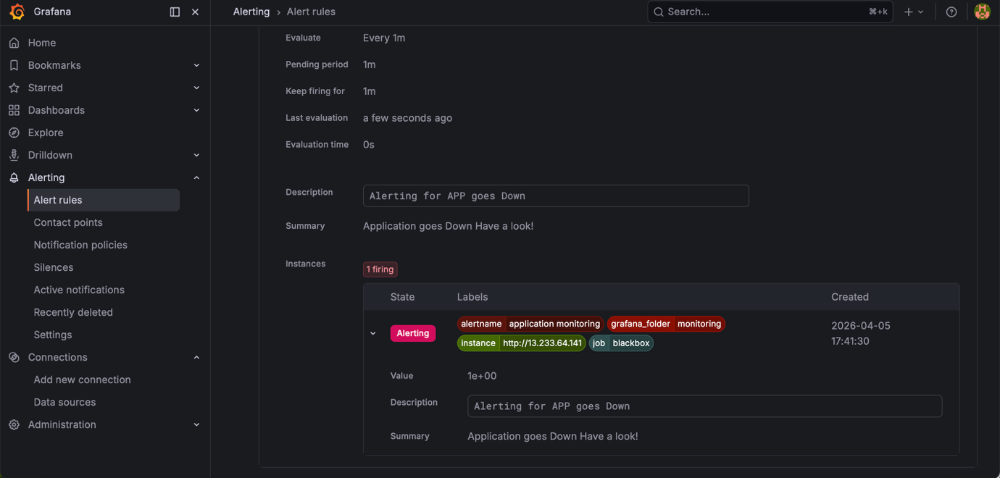 Grafana
Alerting › Alert rules
Search...
⌘+k
Home
Bookmarks
Starred
Dashboards
Explore
Drilldown
Alerting
Alert rules
Contact points
Notification policies
Silences
Active notifications
Recently deleted
Settings
Connections
Add new connection
Data sources
Administration
Evaluate Every 1m
Pending period 1m
Keep firing for 1m
Last evaluation a few seconds ago
Evaluation time 0s
Description Alerting for APP goes Down
Summary Application goes Down Have a look!
Instances 1 firing
State Labels Created
Alerting alertname application monitoring grafana_folder monitoring 2026-04-05
instance http://13.233.64.141 job blackbox 17:41:30
Value 1e+00
Description Alerting for APP goes Down
Summary Application goes Down Have a look!